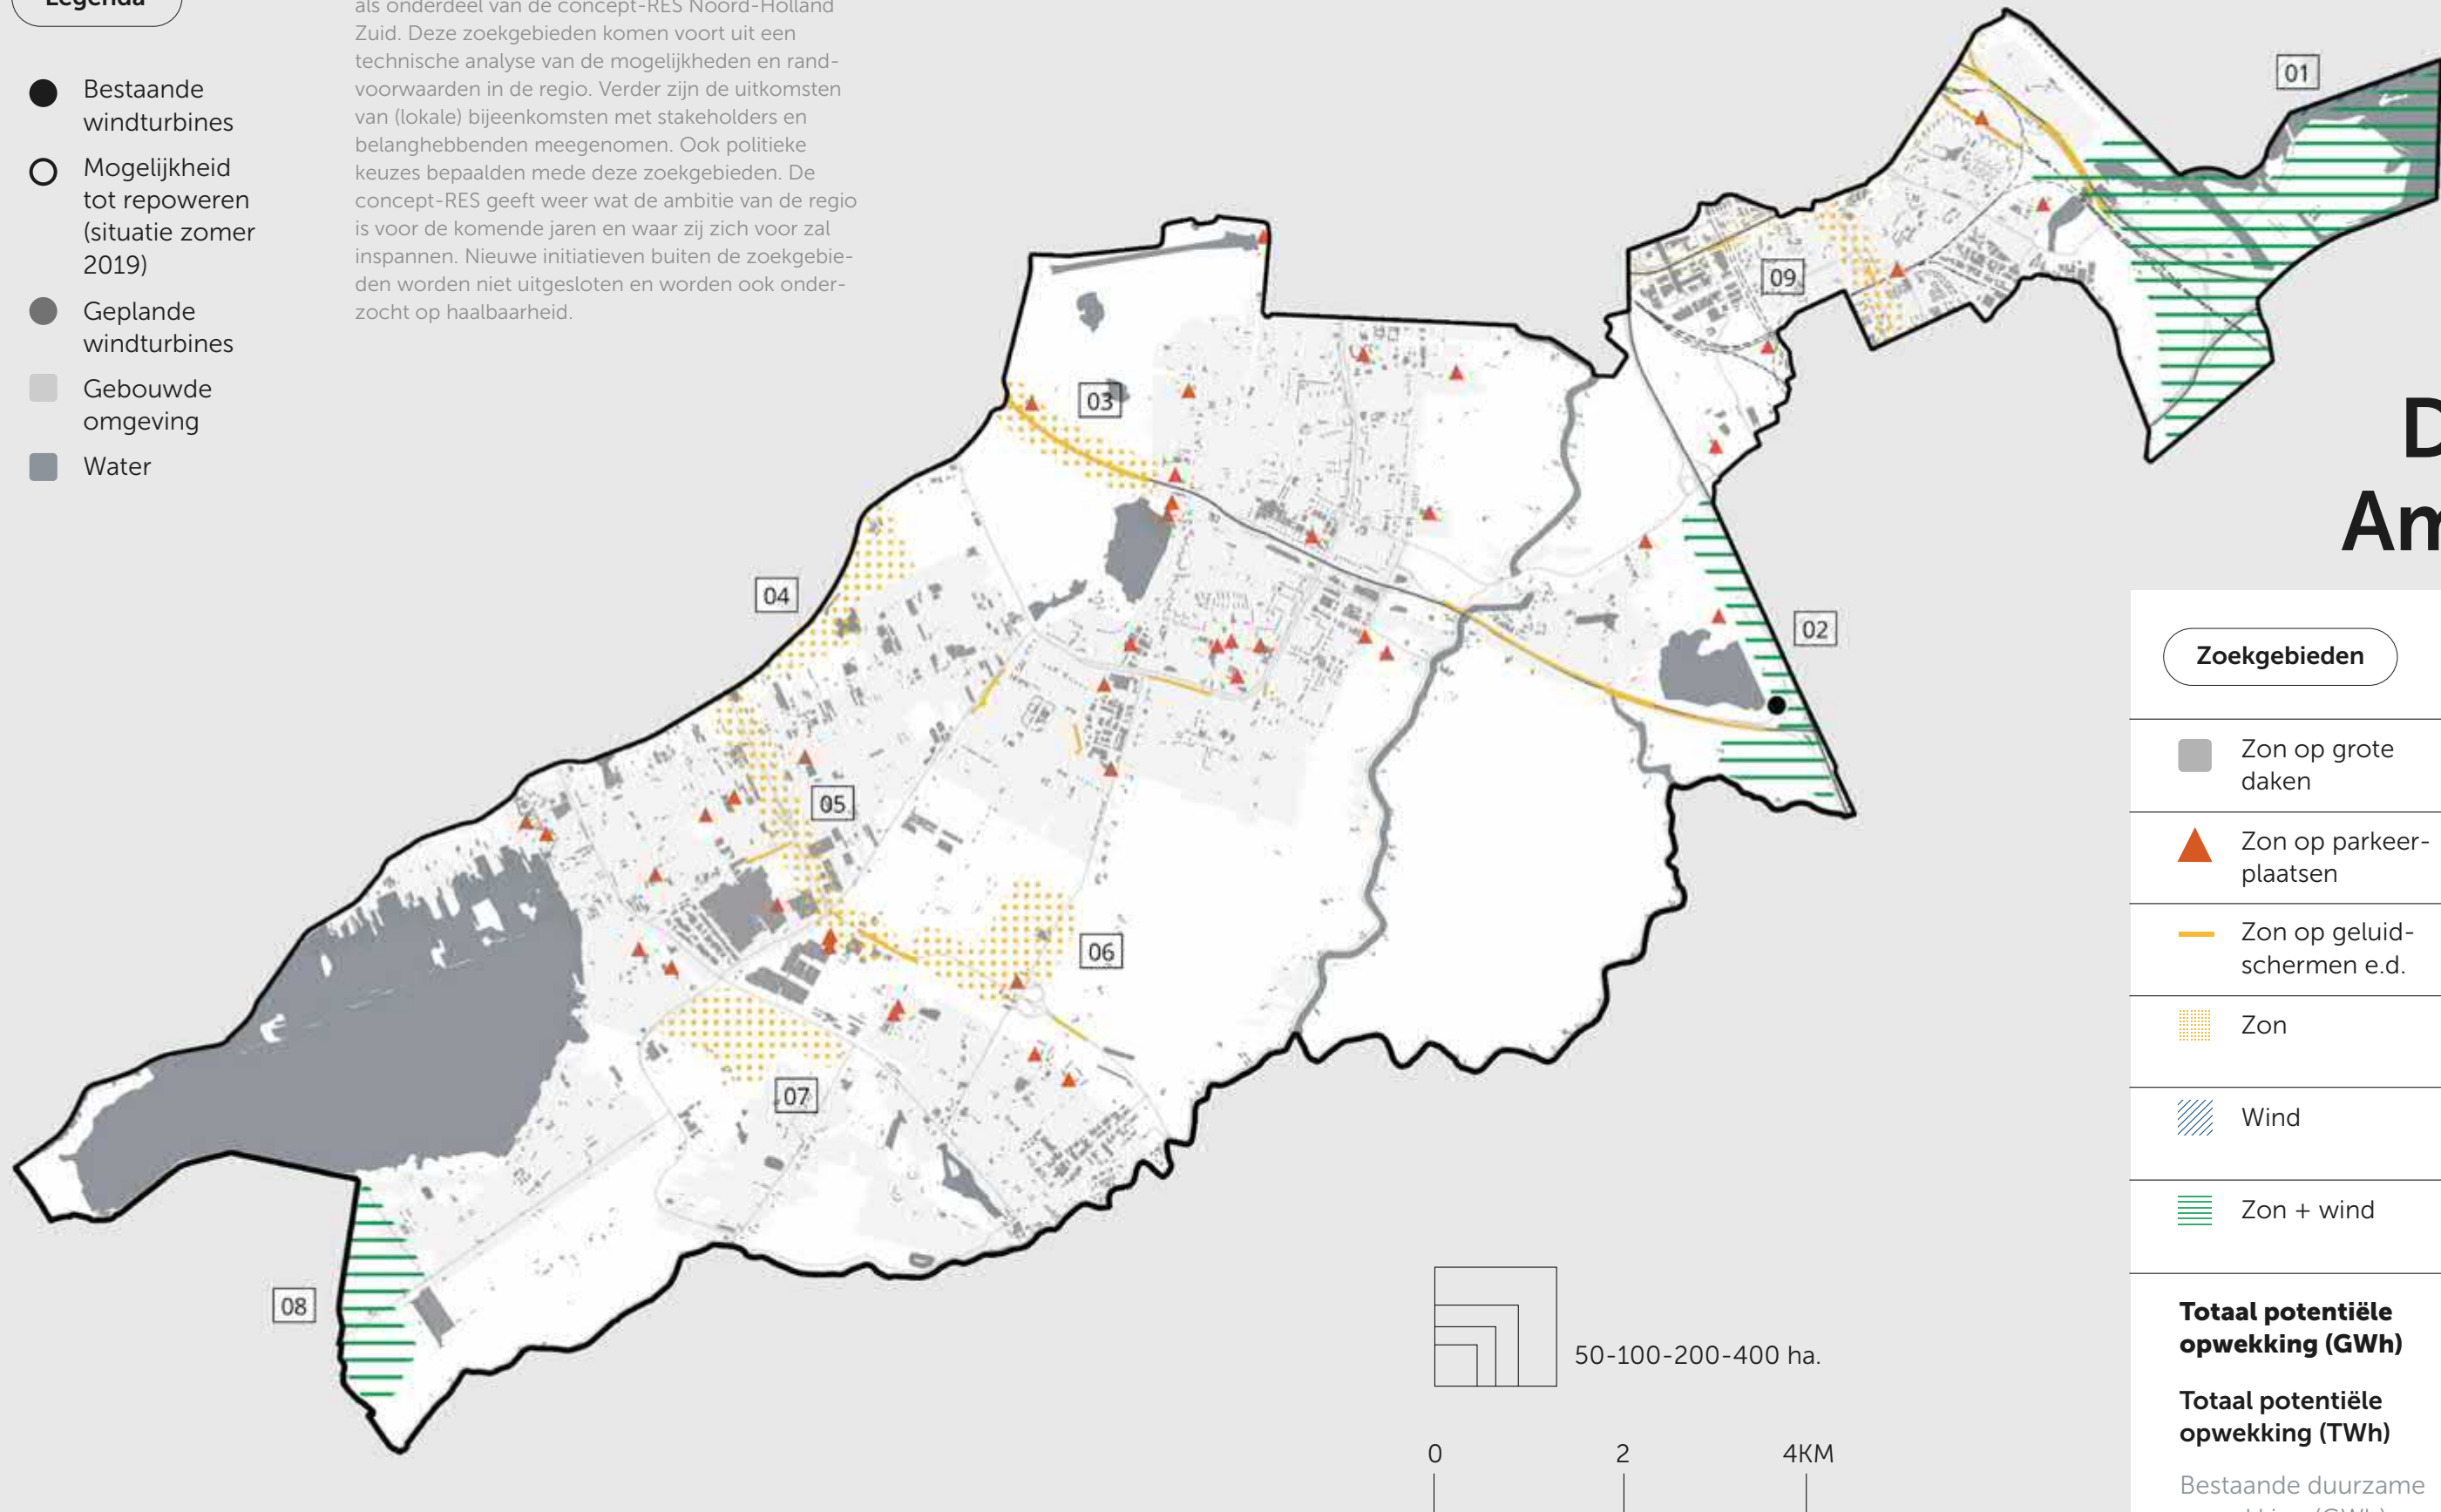 Legenda
Bestaande
windturbines
Mogelijkheid
tot repoweren
(situatie zomer
2019)
Geplande
windturbines
Gebouwde
omgeving
Water
als onderdeel van de concept-RES Noord-Holland
Zuid. Deze zoekgebieden komen voort uit een
technische analyse van de mogelijkheden en rand-
voorwaarden in de regio. Verder zijn de uitkomsten
van (lokale) bijeenkomsten met stakeholders en
belanghebbenden meegenomen. Ook politieke
keuzes bepaalden mede deze zoekgebieden. De
concept-RES geeft weer wat de ambitie van de regio
is voor de komende jaren en waar zij zich voor zal
inspannen. Nieuwe initiatieven buiten de zoekgebie-
den worden niet uitgesloten en worden ook onder-
zocht op haalbaarheid.
01
09
03
04
02
05
06
07
08
50-100-200-400 ha.
0 2 4KM
D
Am
Zoekgebieden
Zon op grote
daken
Zon op parkeer-
plaatsen
Zon op geluid-
schermen e.d.
Zon
Wind
Zon + wind
Totaal potentiële
opwekking (GWh)
Totaal potentiële
opwekking (TWh)
Bestaande duurzame